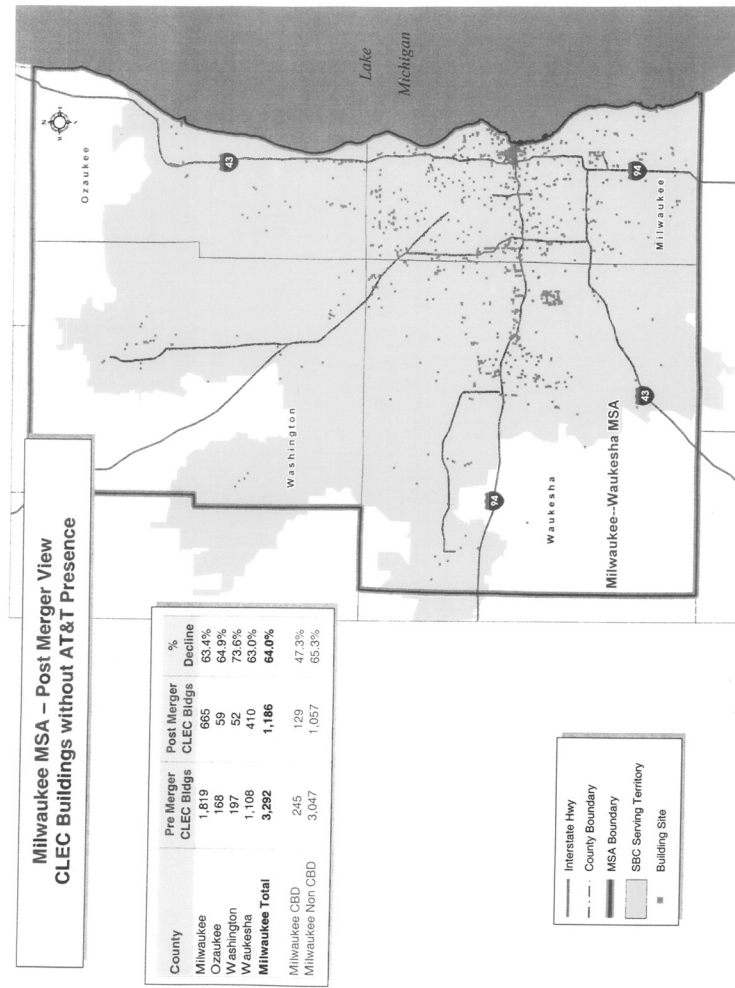 Milwaukee MSA – Post Merger View
CLEC Buildings without AT&T Presence
County Pre Merger CLEC Bldgs Post Merger CLEC Bldgs % Decline
Milwaukee 1,819 665 63.4%
Ozaukee 168 59 64.9%
Washington 197 52 73.6%
Waukesha 1,108 410 63.0%
Milwaukee Total 3,292 1,186 64.0%
Milwaukee CBD 245 129 47.3%
Milwaukee Non CBD 3,047 1,057 65.3%
Interstate Hwy
County Boundary
MSA Boundary
SBC Serving Territory
Building Site
Ozaukee
N
Lake
Michigan
43
Washington
94
Waukesha
Milwaukee--Waukesha MSA
43
Milwaukee
94